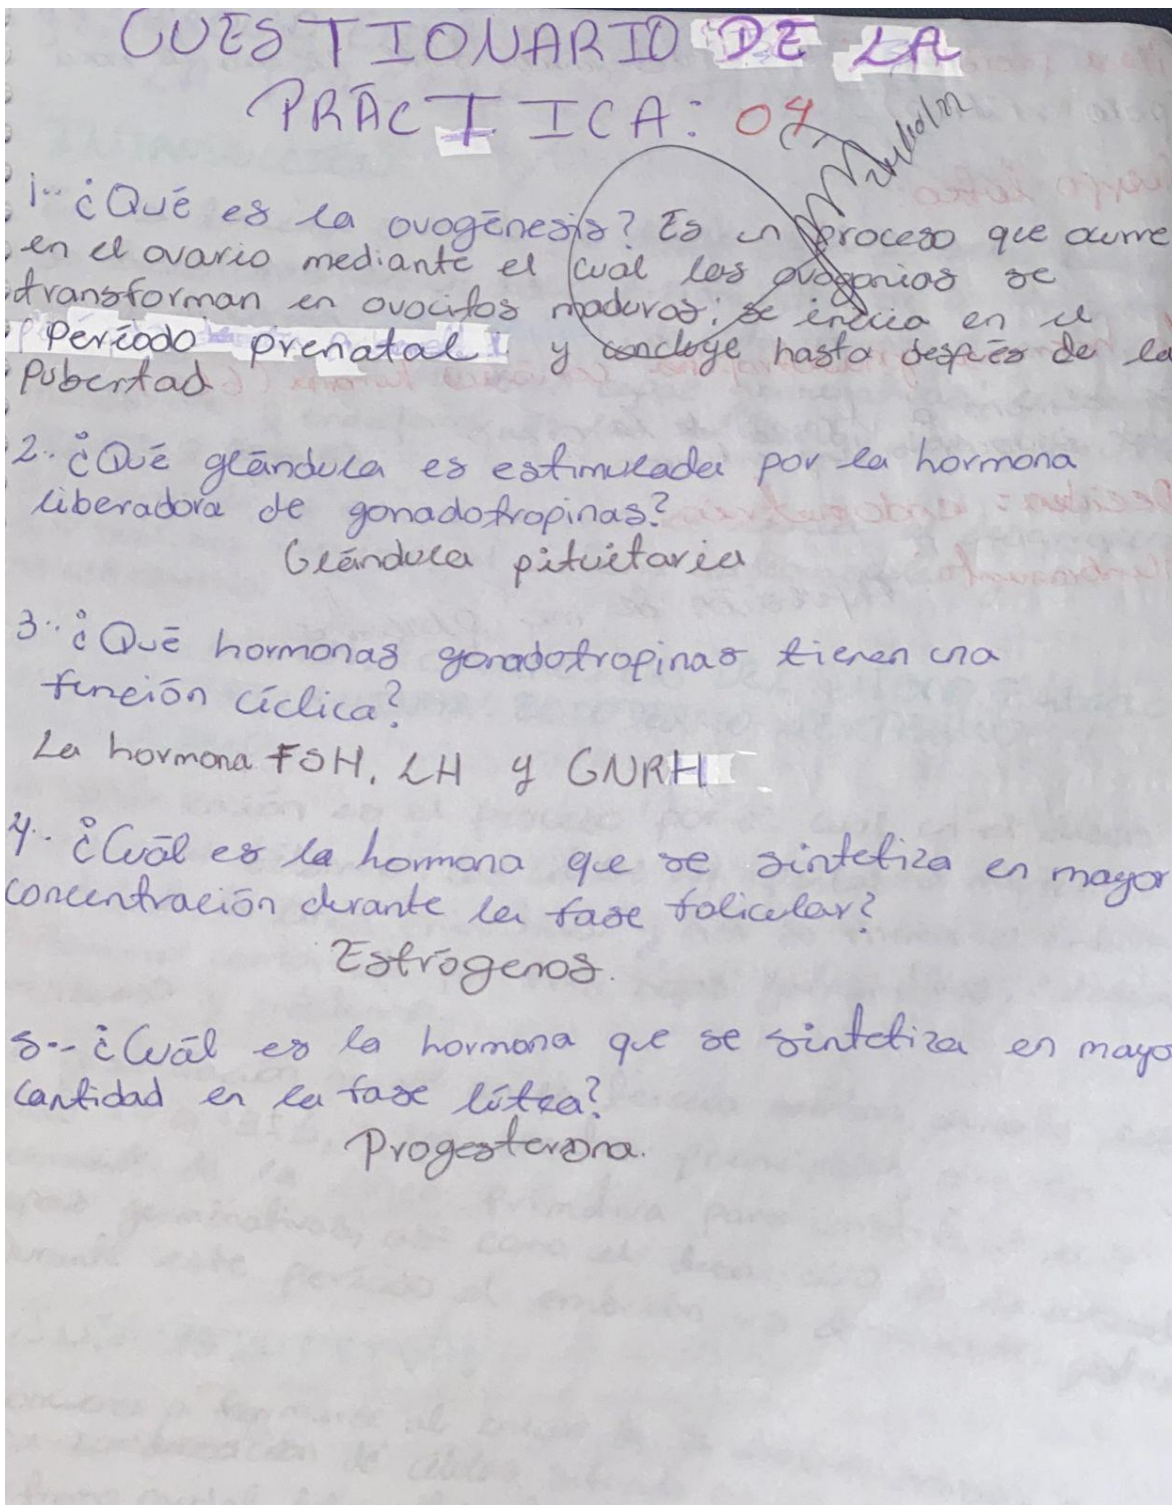 CUESTIONARIO DE LA
PRÁCTICA: 04
1.- ¿Qué es la ovogénesis? Es un proceso que ocurre
en el ovario mediante el cual las ovogonias se
transforman en ovocitos maduros; se inicia en el
período prenatal y concluye hasta después de la
pubertad
2.- ¿Qué glándula es estimulada por la hormona
liberadora de gonadotropinas?
Glándula pituitaria
3.- ¿Qué hormonas gonadotropinas tienen una
función cíclica?
La hormona FSH, LH y GNRH
4.- ¿Cuál es la hormona que se sintetiza en mayor
concentración durante la fase folicular?
Estrógenos.
5.- ¿Cuál es la hormona que se sintetiza en mayo
cantidad en la fase lútea?
Progesterona.